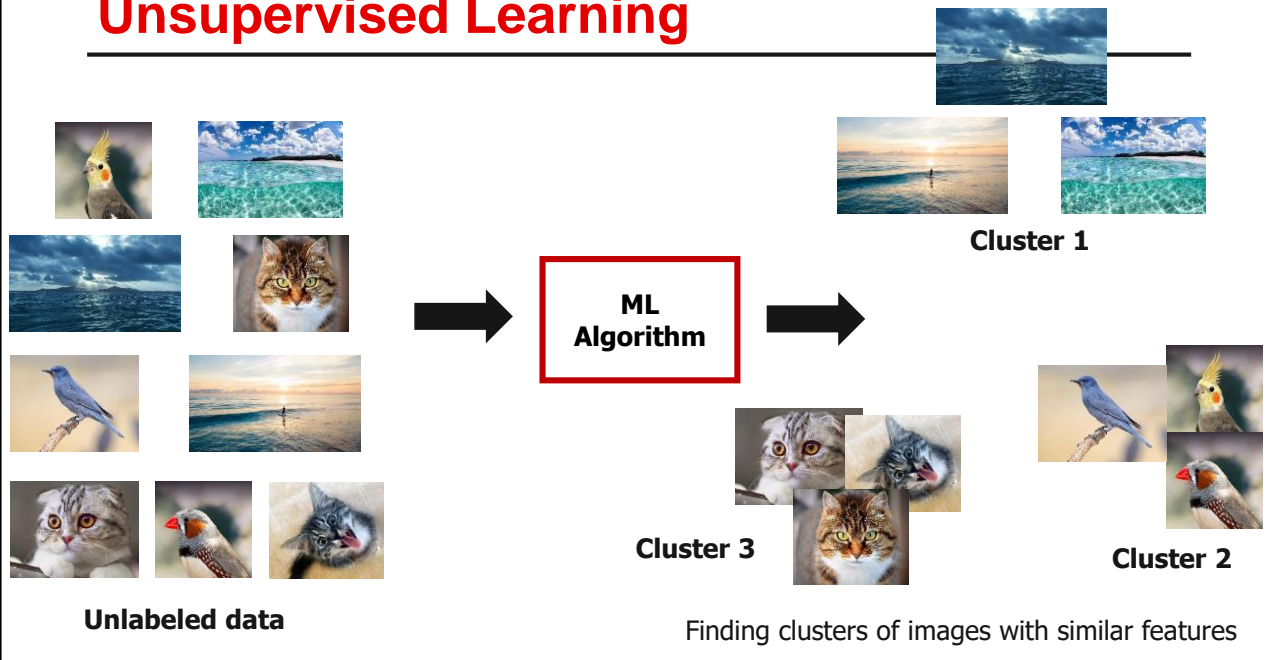 Unsupervised Learning
Cluster 1
ML
Algorithm
Cluster 3
Cluster 2
Unlabeled data
Finding clusters of images with similar features